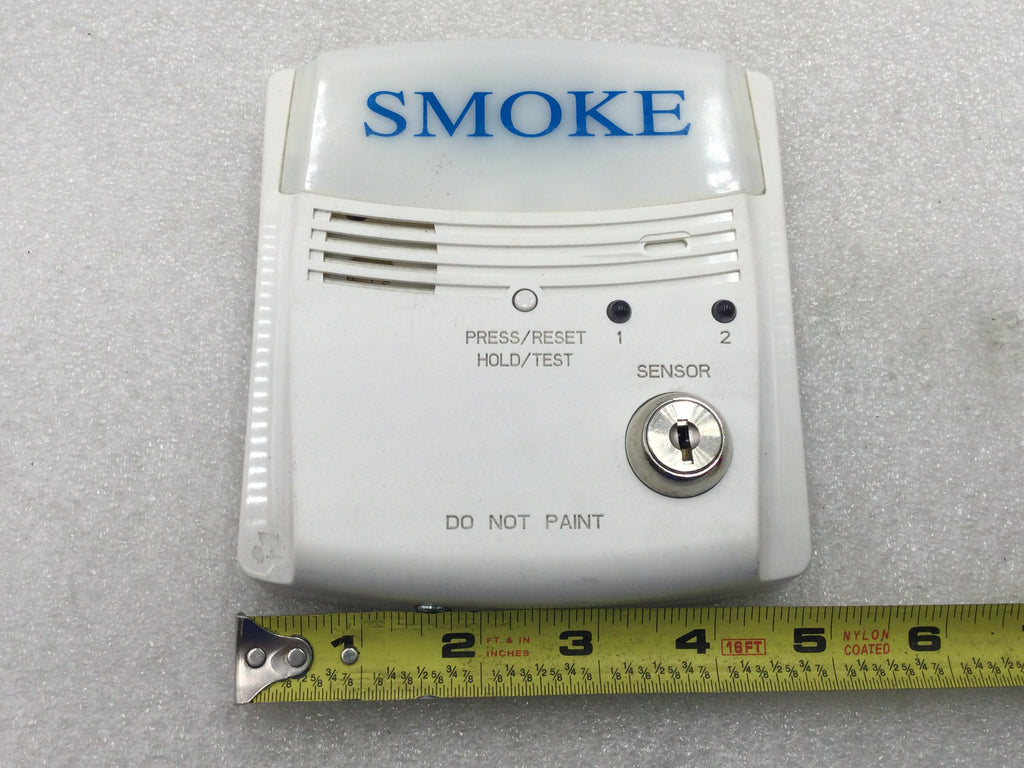 SMOKE
PRESS/RESET
HOLD/TEST
1
2
SENSOR
DO NOT PAINT
1 2 FT & IN 3 4 16FT 5 NYLON 6
INCHES COATED